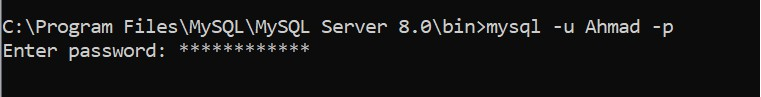 C:\Program Files\MySQL\MySQL Server 8.0\bin>mysql -u Ahmad -p
Enter password: ************